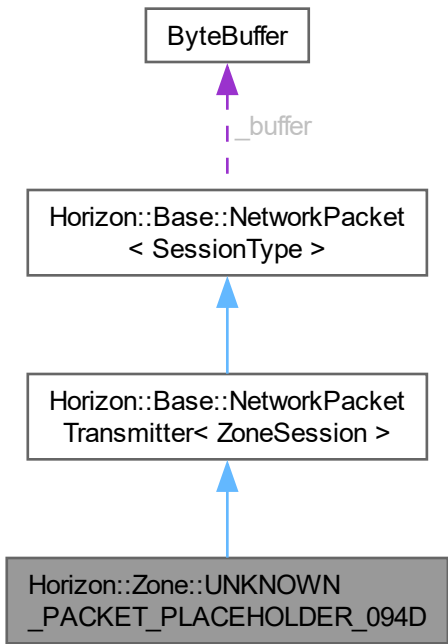 ByteBuffer
_buffer
Horizon::Base::NetworkPacket
< SessionType >
Horizon::Base::NetworkPacket
Transmitter< ZoneSession >
Horizon::Zone::UNKNOWN
_PACKET_PLACEHOLDER_094D